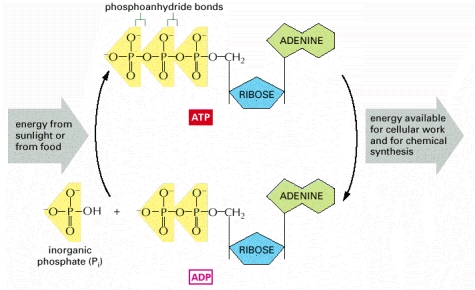 phosphoanhydride bonds
O⁻ O⁻ O⁻
⁻O–P–O–P–O–P–O–CH₂
O O O
ADENINE
RIBOSE
ATP
energy from
sunlight or
from food
energy available
for cellular work
and for chemical
synthesis
O⁻
⁻O–P–OH
O
+
O⁻ O⁻
⁻O–P–O–P–O–CH₂
O O
ADENINE
RIBOSE
inorganic
phosphate (Pᵢ)
ADP